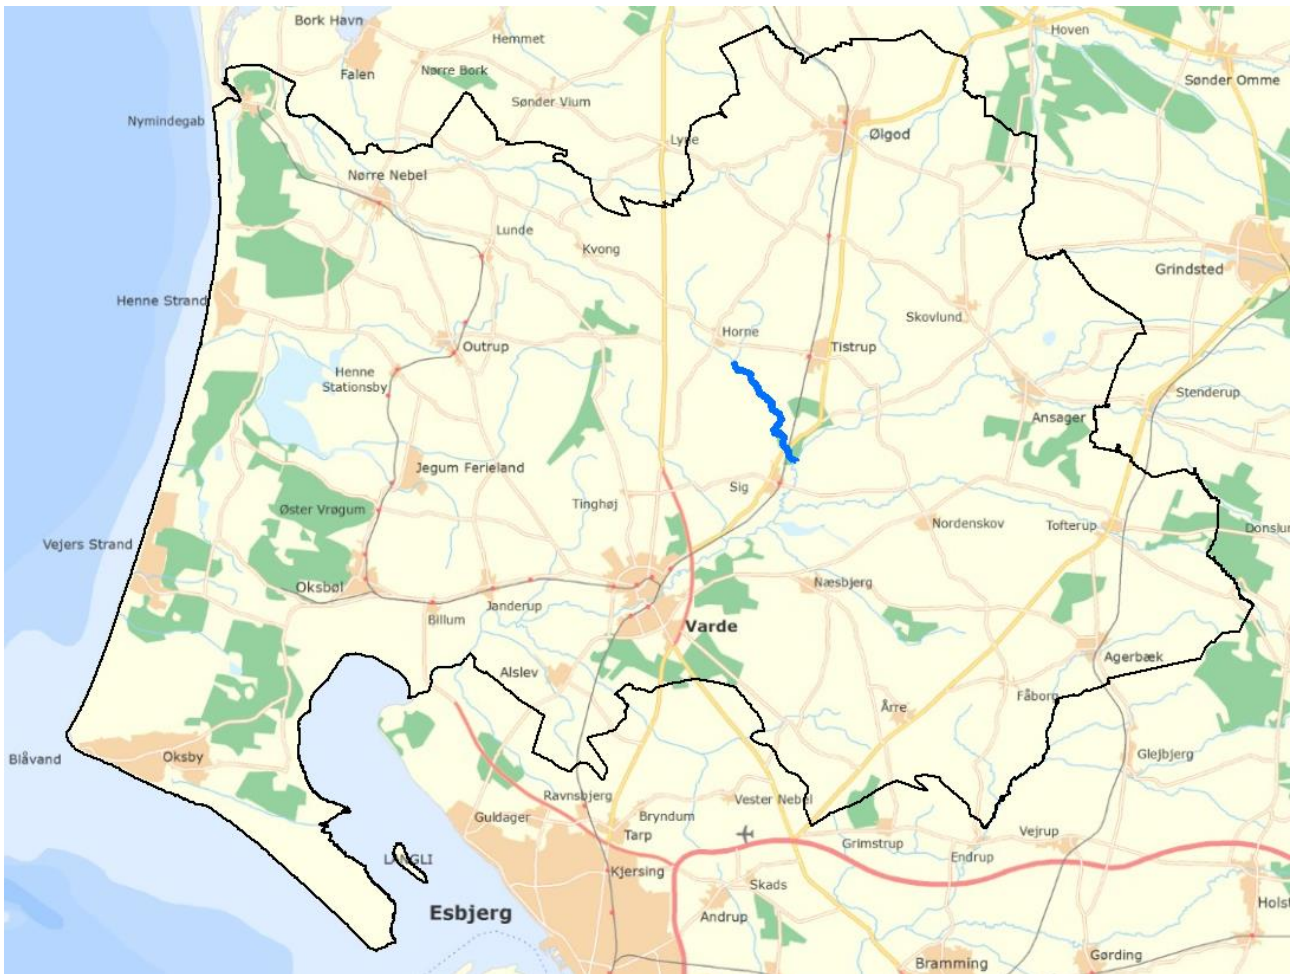 Bork Havn
Hemmet
Hoven
Falen
Nørre Bork
Sønder Omme
Sønder Vium
Nymindegab
Lyne
Ølgod
Nørre Nebel
Lunde
Kvong
Grindsted
Henne Strand
Skovlund
Horne
Outrup
Tistrup
Henne
Stationsby
Stenderup
Ansager
Jegum Ferieland
Sig
Tinghøj
Øster Vrøgum
Nordenskov
Tofterup
Donslun
Vejers Strand
Oksbøl
Janderup
Næsbjerg
Billum
Varde
Agerbæk
Alslev
Fåborg
Årre
Blåvand
Oksby
Glejbjerg
Ravnsbjerg
Vester Nebel
Guldager
Bryndum
Tarp
Vejrup
Grimstrup
Endrup
LANGLI
Kjersing
Skads
Holst
Esbjerg
Andrup
Bramming
Gørding